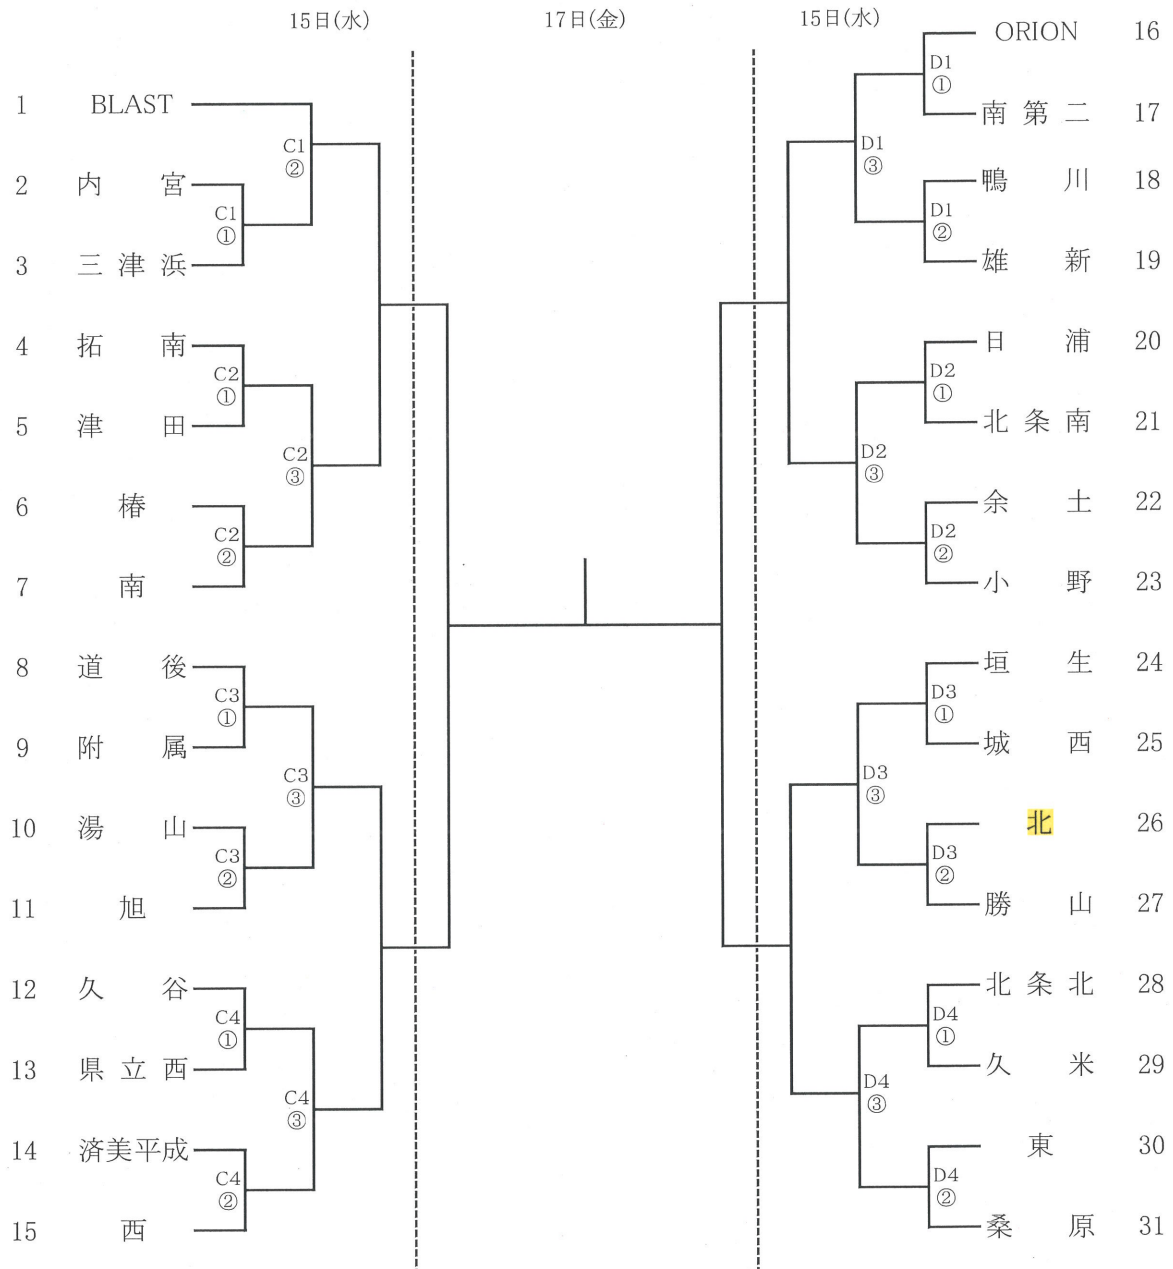 15日(水) 17日(金) 15日(水)
1 BLAST
2 内宮
3 三津浜
4 拓南
5 津田
6 椿
7 南
8 道後
9 附属
10 湯山
11 旭
12 久谷
13 県立西
14 済美平成
15 西
C1
②
C1
①
C2
①
C2
③
C2
②
C3
①
C3
③
C3
②
C4
①
C4
③
C4
②
ORION 16
南第二 17
鴨川 18
雄新 19
日浦 20
北条南 21
余土 22
小野 23
垣生 24
城西 25
北 26
勝山 27
北条北 28
久米 29
東 30
桑原 31
D1
①
D1
③
D1
②
D2
①
D2
③
D2
②
D3
①
D3
③
D3
②
D4
①
D4
③
D4
②